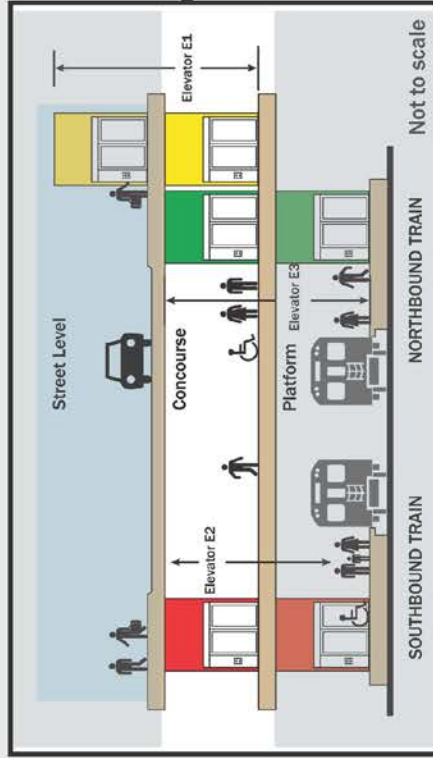 Street Level
Elevator E1
Concourse
Elevator E2
Elevator E3
Platform
SOUTHBOUND TRAIN
NORTHBOUND TRAIN
Not to scale